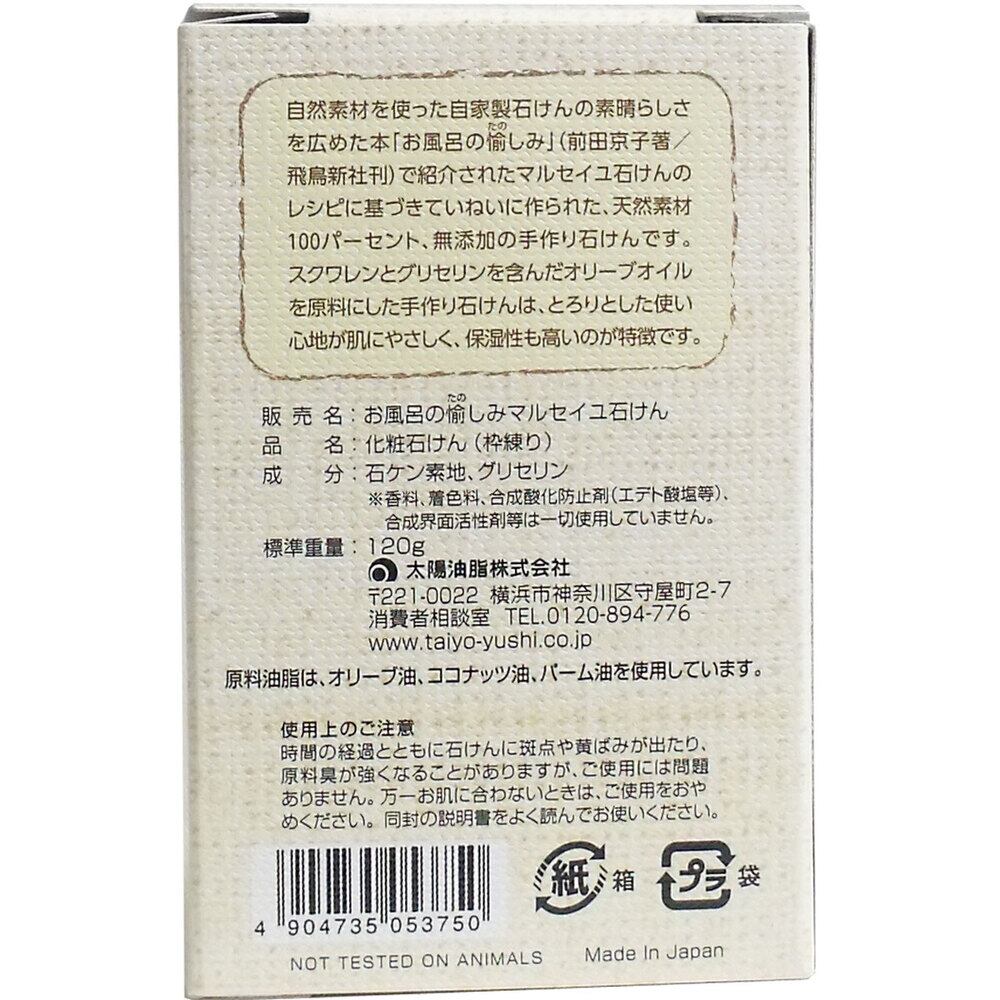 自然素材を使った自家製石けんの素晴らしさ
を広めた本「お風呂の愉しみ」(前田京子著/
飛鳥新社刊)で紹介されたマルセイユ石けんの
レシピに基づきていねいに作られた、天然素材
100パーセント、無添加の手作り石けんです。
スクワレンとグリセリンを含んだオリーブオイル
を原料にした手作り石けんは、とろりとした使い
心地が肌にやさしく、保湿性も高いのが特徴です。
販売名:お風呂の愉しみマルセイユ石けん
品名:化粧石けん(枠練り)
成分:石ケン素地、グリセリン
※香料、着色料、合成酸化防止剤(エデト酸塩等)、
合成界面活性剤等は一切使用していません。
標準重量:120g
太陽油脂株式会社
〒221-0022 横浜市神奈川区守屋町2-7
消費者相談室 TEL.0120-894-776
www.taiyo-yushi.co.jp
原料油脂は、オリーブ油、ココナッツ油、パーム油を使用しています。
使用上のご注意
時間の経過とともに石けんに斑点や黄ばみが出たり、
原料臭が強くなることがありますが、ご使用には問題
ありません。万一お肌に合わないときは、ご使用をおや
めください。同封の説明書をよく読んでお使いください。
紙 箱 プラ 袋
4 904735 053750
NOT TESTED ON ANIMALS Made In Japan